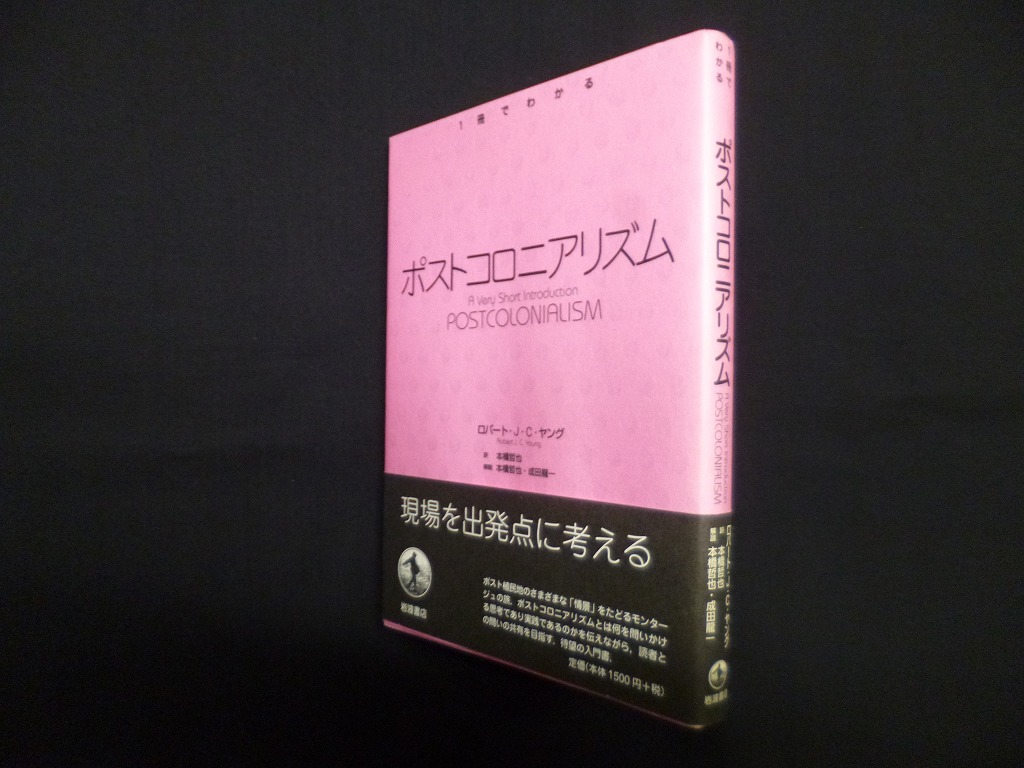 1冊でわかる
ポストコロニアリズム
A Very Short Introduction
POSTCOLONIALISM
ロバート・J・C・ヤング
Robert J. C. Young
訳 本橋哲也
解説 本橋哲也・成田龍一
現場を出発点に考える
ポスト植民地のさまざまな「情景」をたどるモンター
ジュの旅．ポストコロニアリズムとは何を問いかけ
る思考であり実践であるのかを伝えながら，読者と
の問いの共有を目指す，待望の入門書．
定価(本体1500円＋税)
岩波書店
1冊で
わかる
ポストコロニアリズム
A Very Short Introduction
POSTCOLONIALISM
ロバート・J・C・ヤング
訳 本橋哲也
解説 本橋哲也・成田龍一
岩波書店